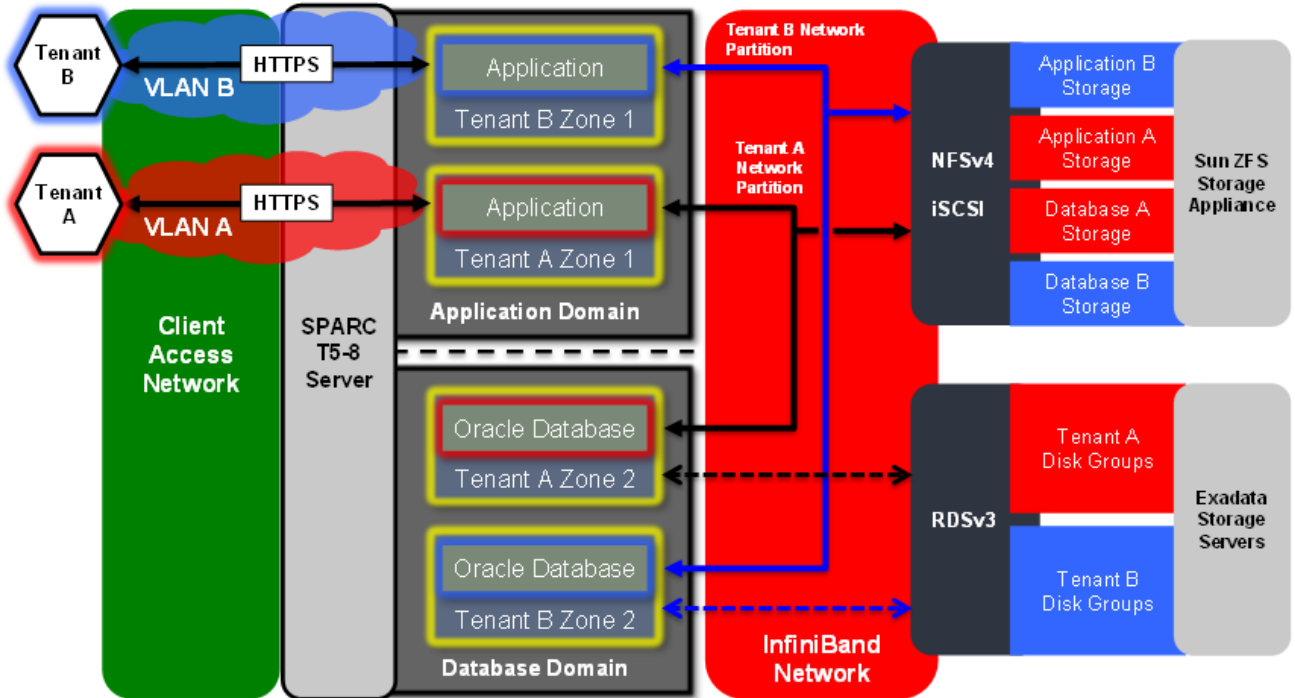 Tenant
B
HTTPS
VLAN B
Tenant
A
HTTPS
VLAN A
Client
Access
Network
SPARC
T5-8
Server
Application
Tenant B Zone 1
Application
Tenant A Zone 1
Application Domain
Oracle Database
Tenant A Zone 2
Oracle Database
Tenant B Zone 2
Database Domain
Tenant B Network
Partition
Tenant A
Network
Partition
InfiniBand
Network
NFSv4
iSCSI
Application B
Storage
Application A
Storage
Database A
Storage
Database B
Storage
Sun ZFS
Storage
Appliance
RDSv3
Tenant A
Disk Groups
Tenant B
Disk Groups
Exadata
Storage
Servers